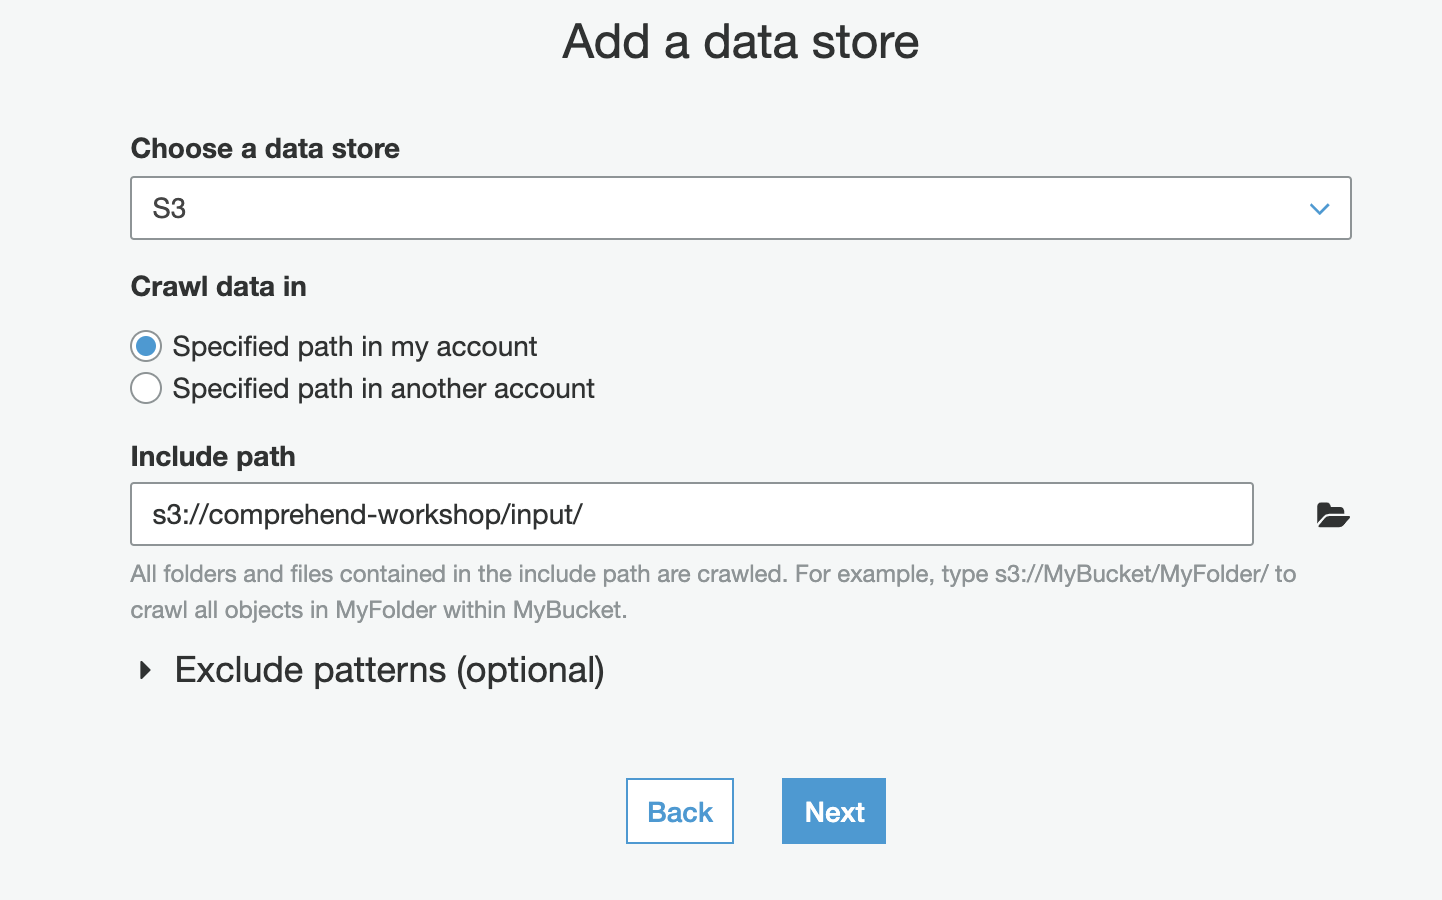 Add a data store
Choose a data store
S3
Crawl data in
Specified path in my account
Specified path in another account
Include path
s3://comprehend-workshop/input/
All folders and files contained in the include path are crawled. For example, type s3://MyBucket/MyFolder/ to
crawl all objects in MyFolder within MyBucket.
Exclude patterns (optional)
Back
Next